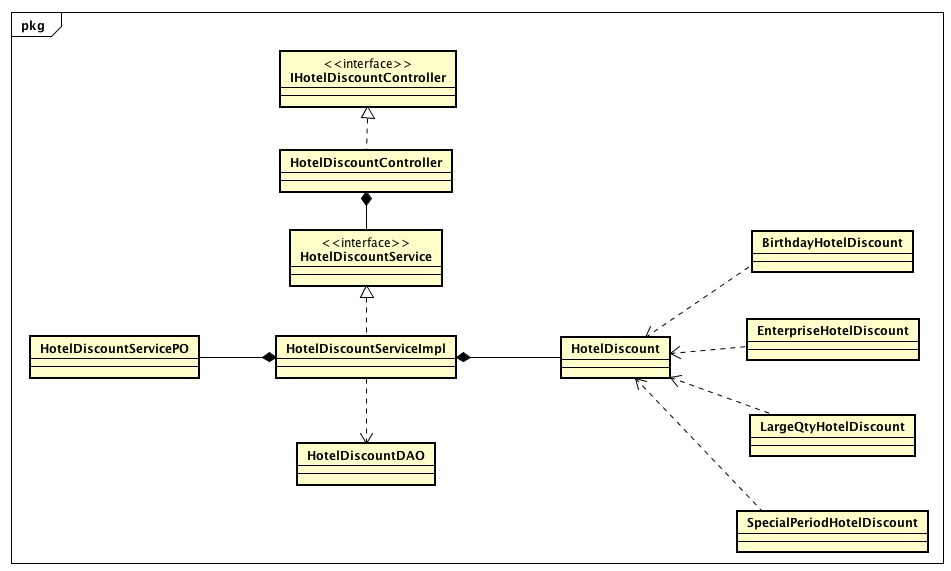 pkg
<<interface>>
IHotelDiscountController
HotelDiscountController
<<interface>>
HotelDiscountService
BirthdayHotelDiscount
HotelDiscountServicePO
HotelDiscountServiceImpl
HotelDiscount
EnterpriseHotelDiscount
LargeQtyHotelDiscount
HotelDiscountDAO
SpecialPeriodHotelDiscount